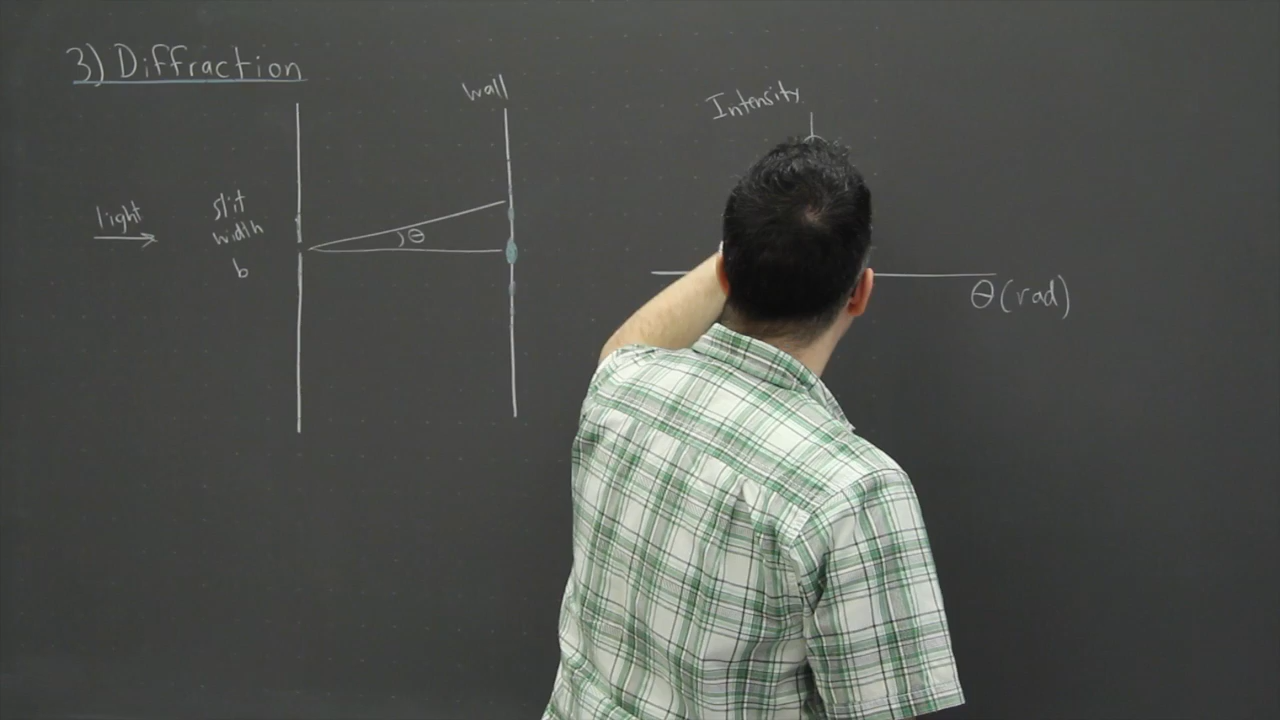 3) Diffraction
wall
Intensity
light
slit
width
b
θ
θ (rad)